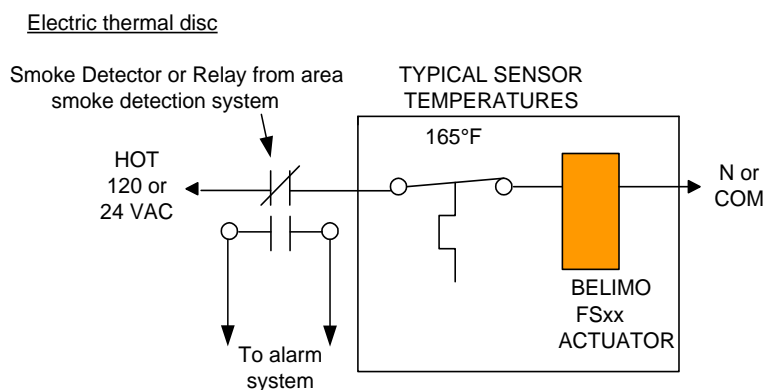 Electric thermal disc
Smoke Detector or Relay from area
smoke detection system
TYPICAL SENSOR
TEMPERATURES
165°F
HOT
120 or
24 VAC
N or
COM
BELIMO
FSxx
ACTUATOR
To alarm
system